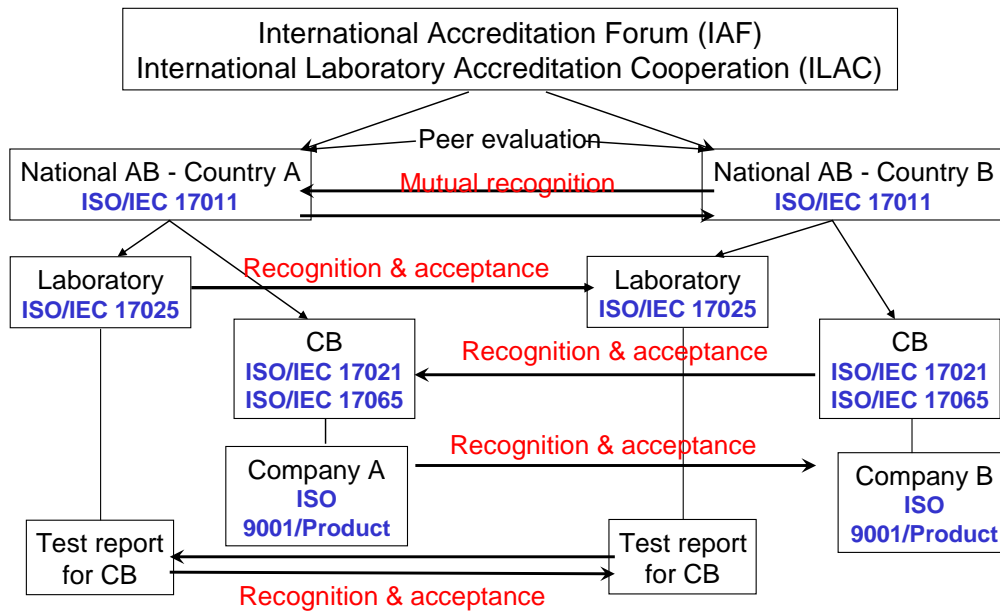 International Accreditation Forum (IAF)
International Laboratory Accreditation Cooperation (ILAC)
Peer evaluation
National AB - Country A
ISO/IEC 17011
Mutual recognition
National AB - Country B
ISO/IEC 17011
Laboratory
ISO/IEC 17025
Recognition & acceptance
Laboratory
ISO/IEC 17025
CB
ISO/IEC 17021
ISO/IEC 17065
Recognition & acceptance
CB
ISO/IEC 17021
ISO/IEC 17065
Company A
ISO
9001/Product
Recognition & acceptance
Company B
ISO
9001/Product
Test report
for CB
Recognition & acceptance
Test report
for CB